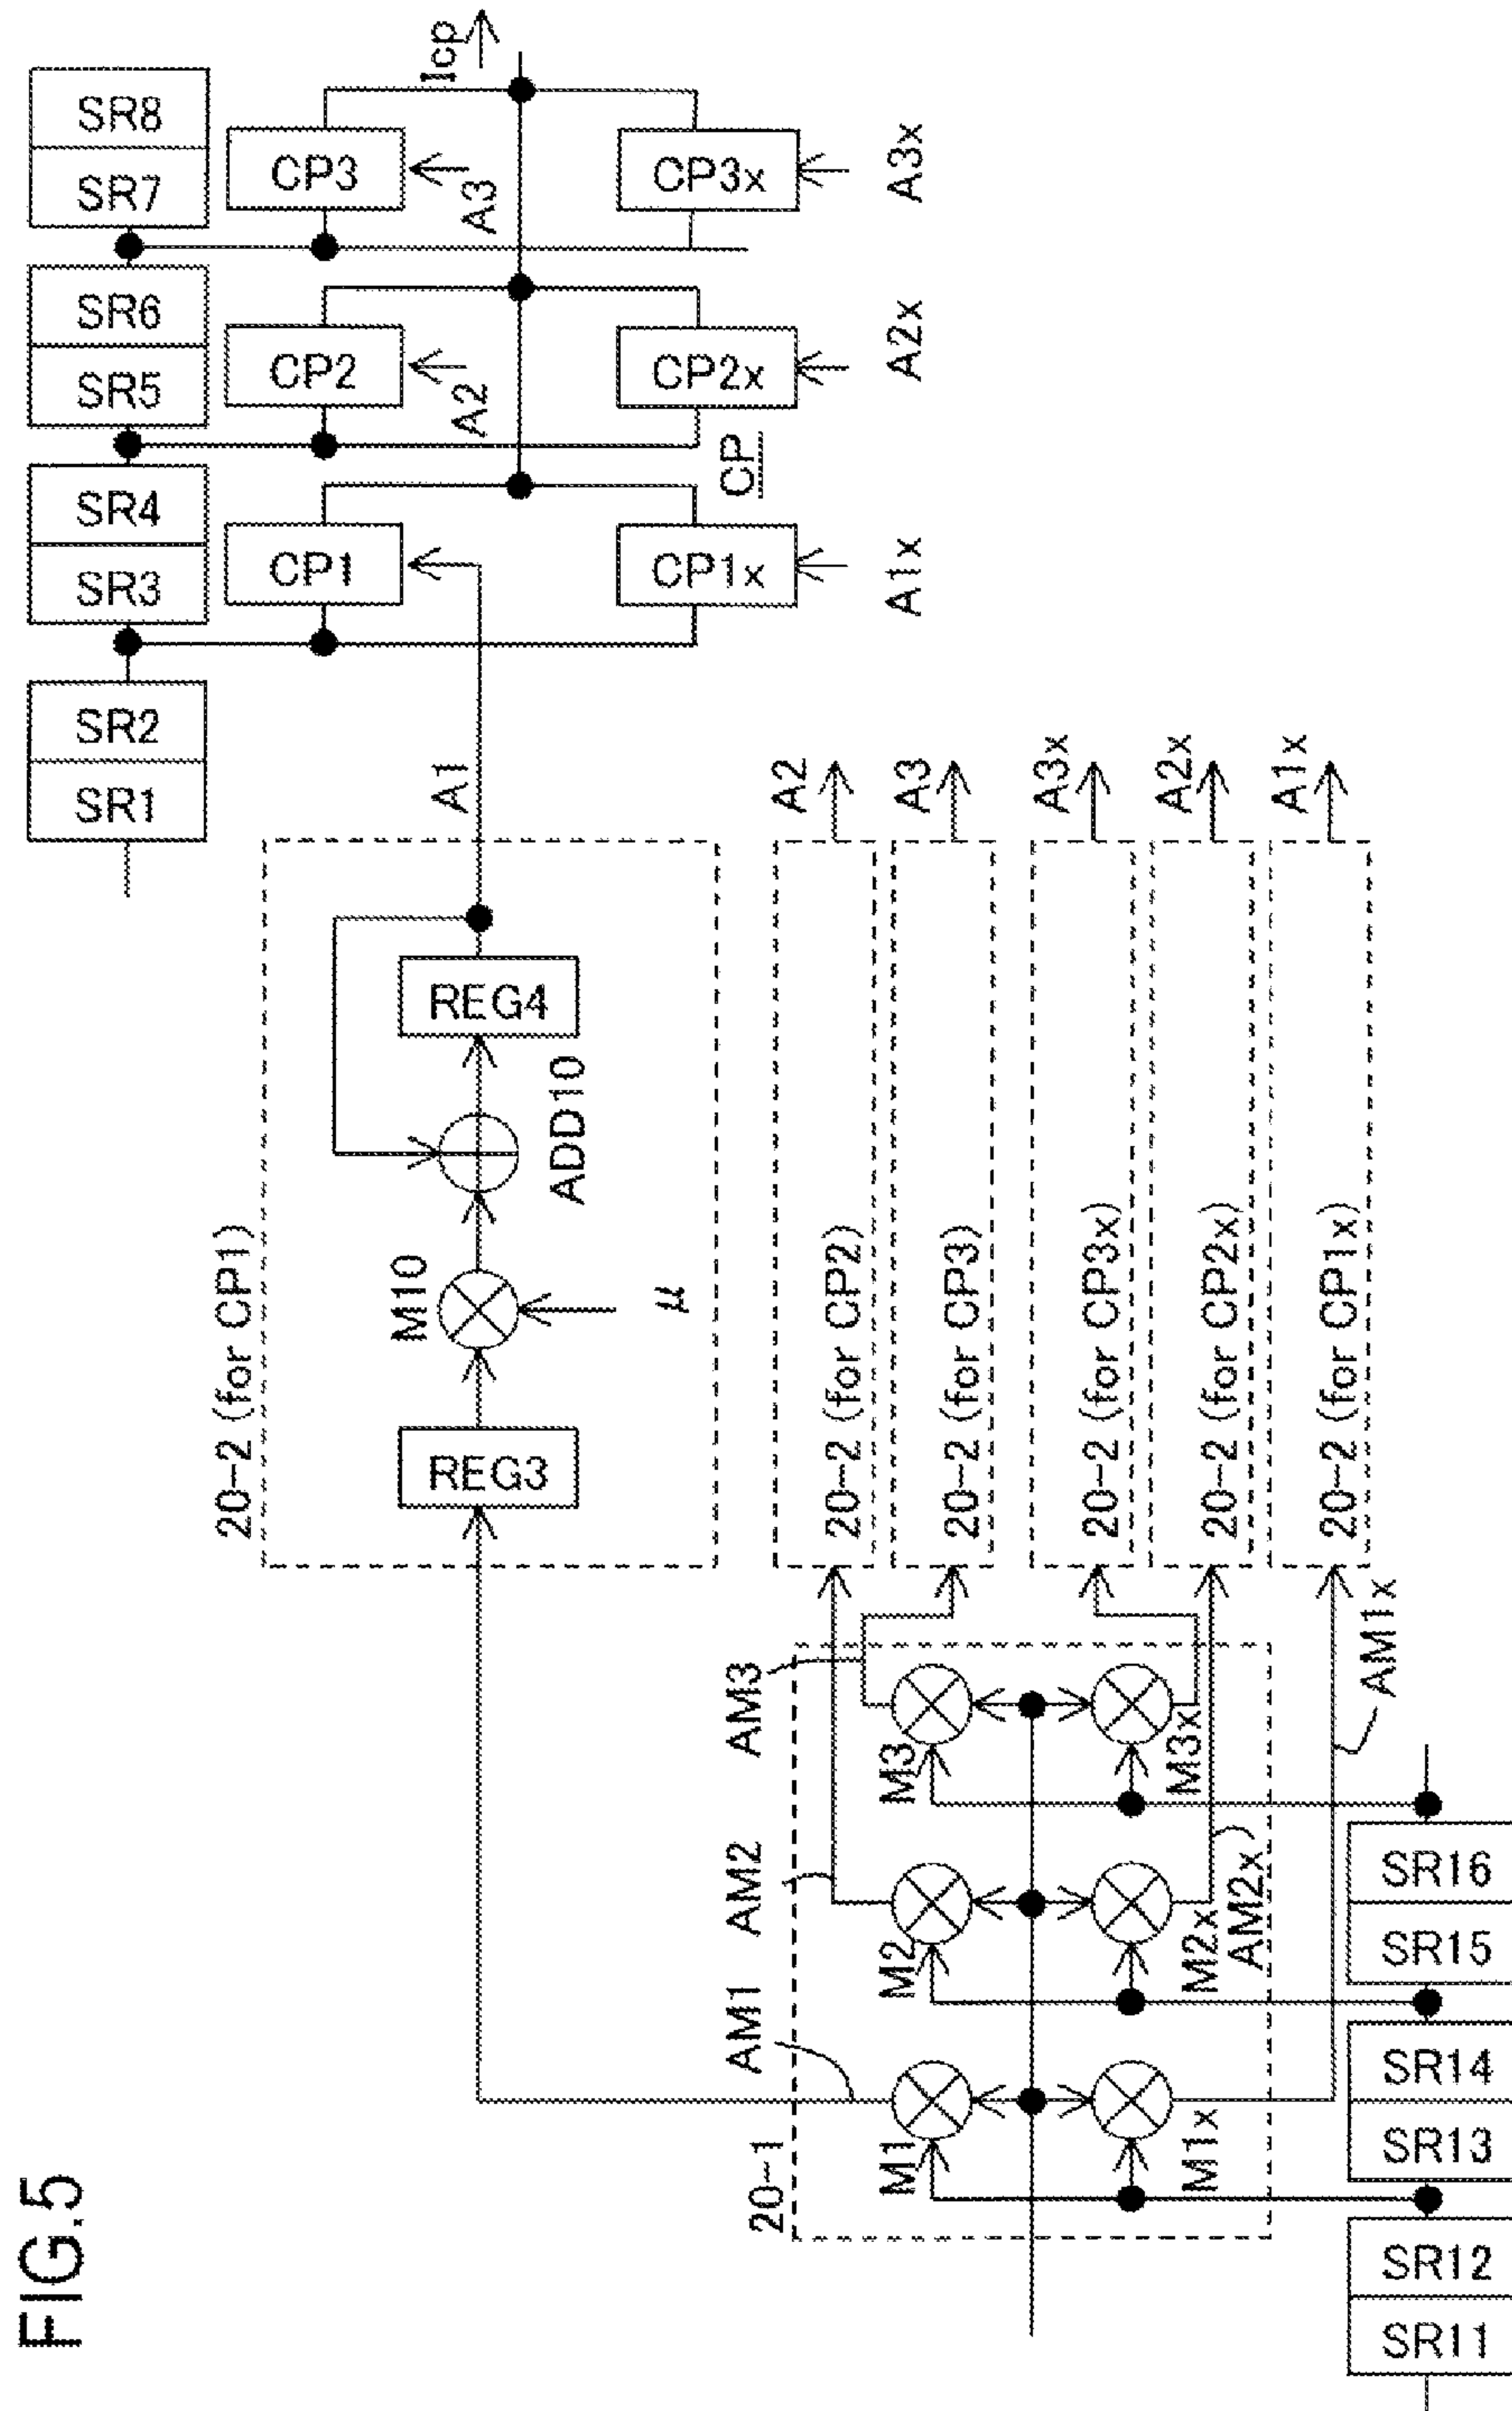 FIG.5
SR1
SR2
SR3
SR4
SR5
SR6
SR7
SR8
20-2 (for CP1)
REG3
M10
μ
ADD10
REG4
A1
CP1
CP2
CP3
A2
A3
Icp
CP1x
CP2x
CP3x
CP
A1x
A2x
A3x
20-1
AM1
AM2
AM3
M1
M2
M3
M1x
M2x
M3x
AM2x
AM1x
20-2 (for CP2)
A2
20-2 (for CP3)
A3
20-2 (for CP3x)
A3x
20-2 (for CP2x)
A2x
20-2 (for CP1x)
A1x
SR11
SR12
SR13
SR14
SR15
SR16